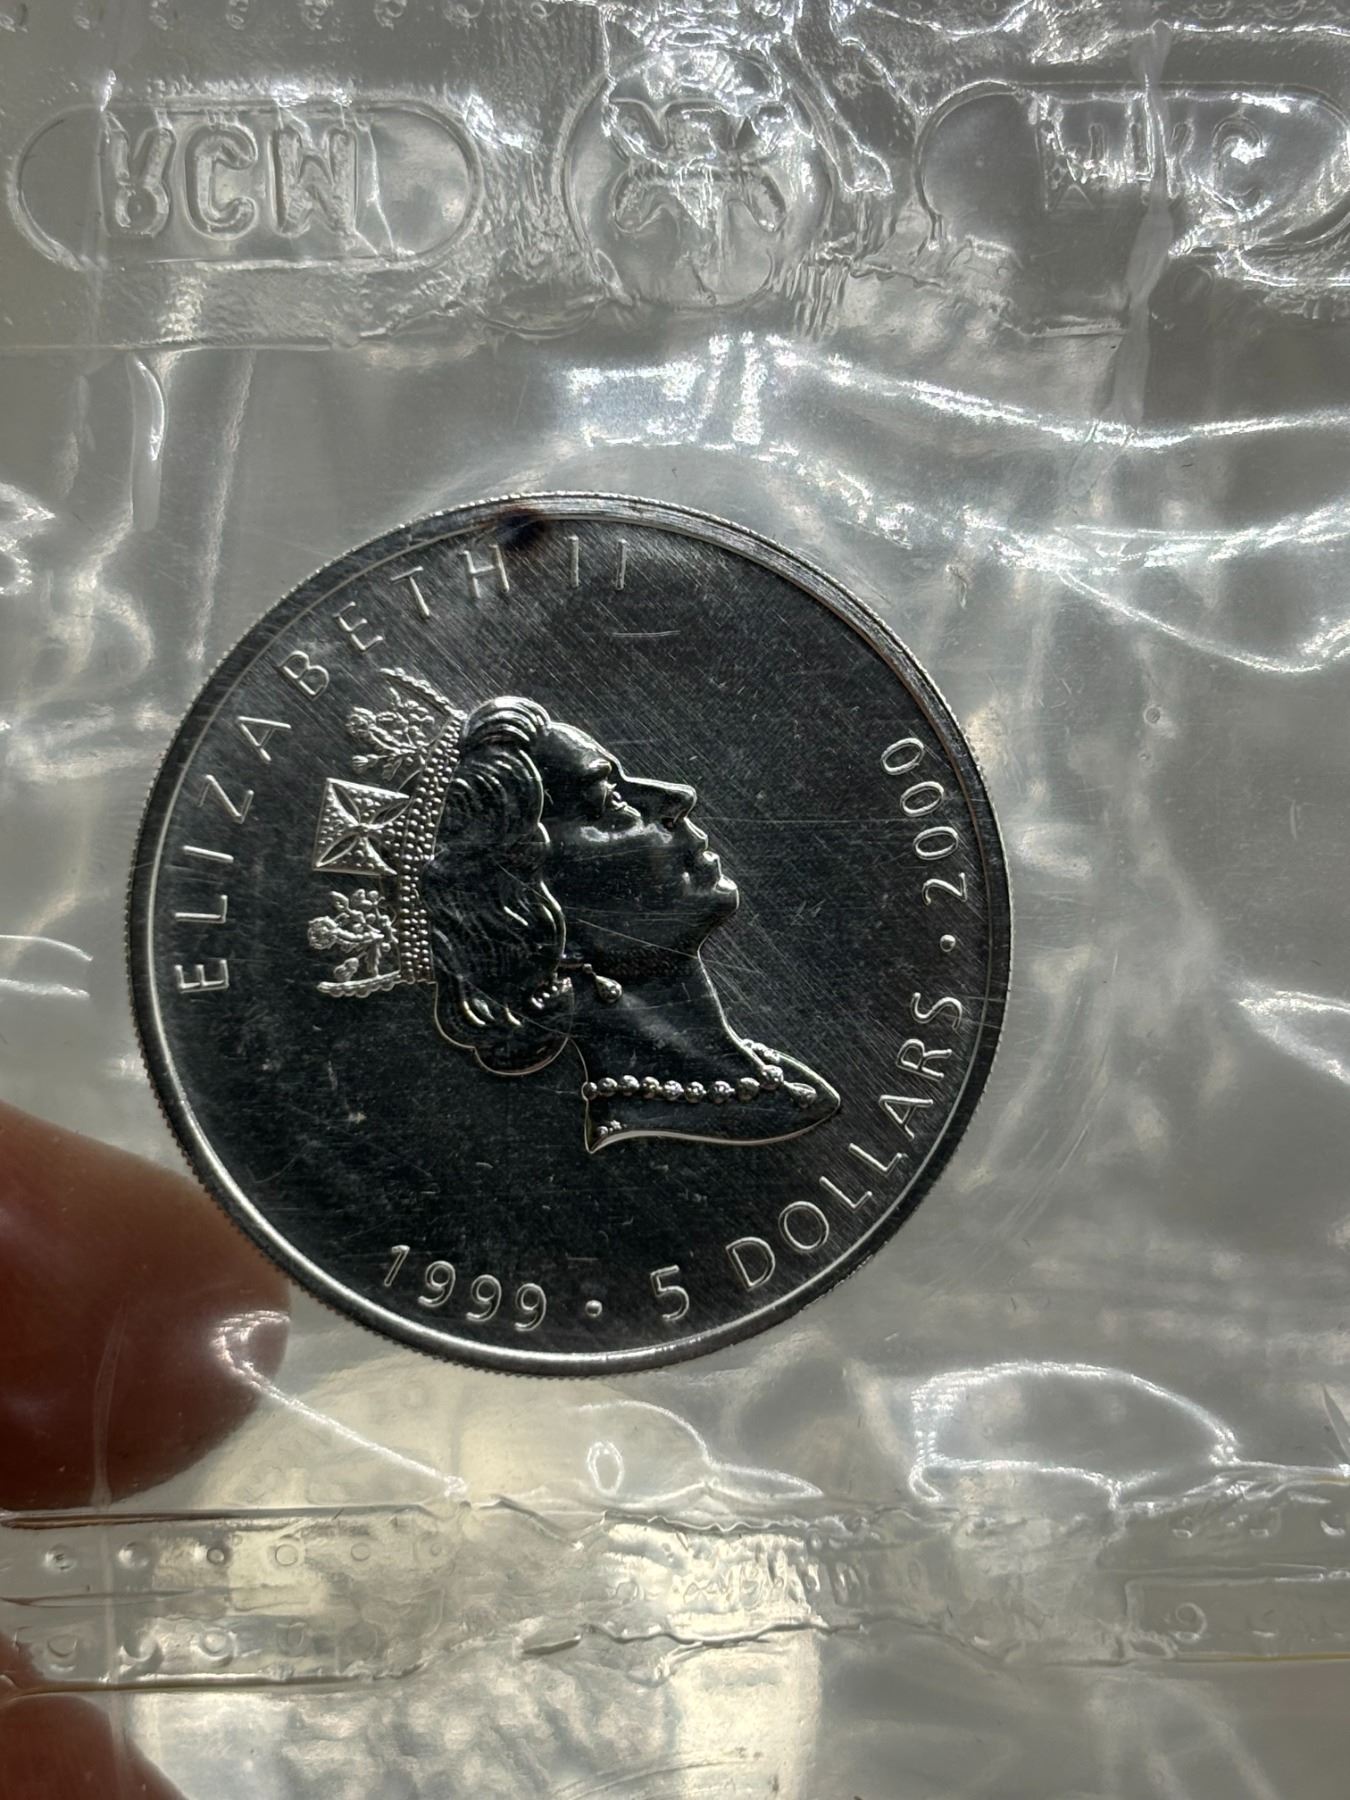 RCM
ELIZABETH II
1999 · 5 DOLLARS · 2000